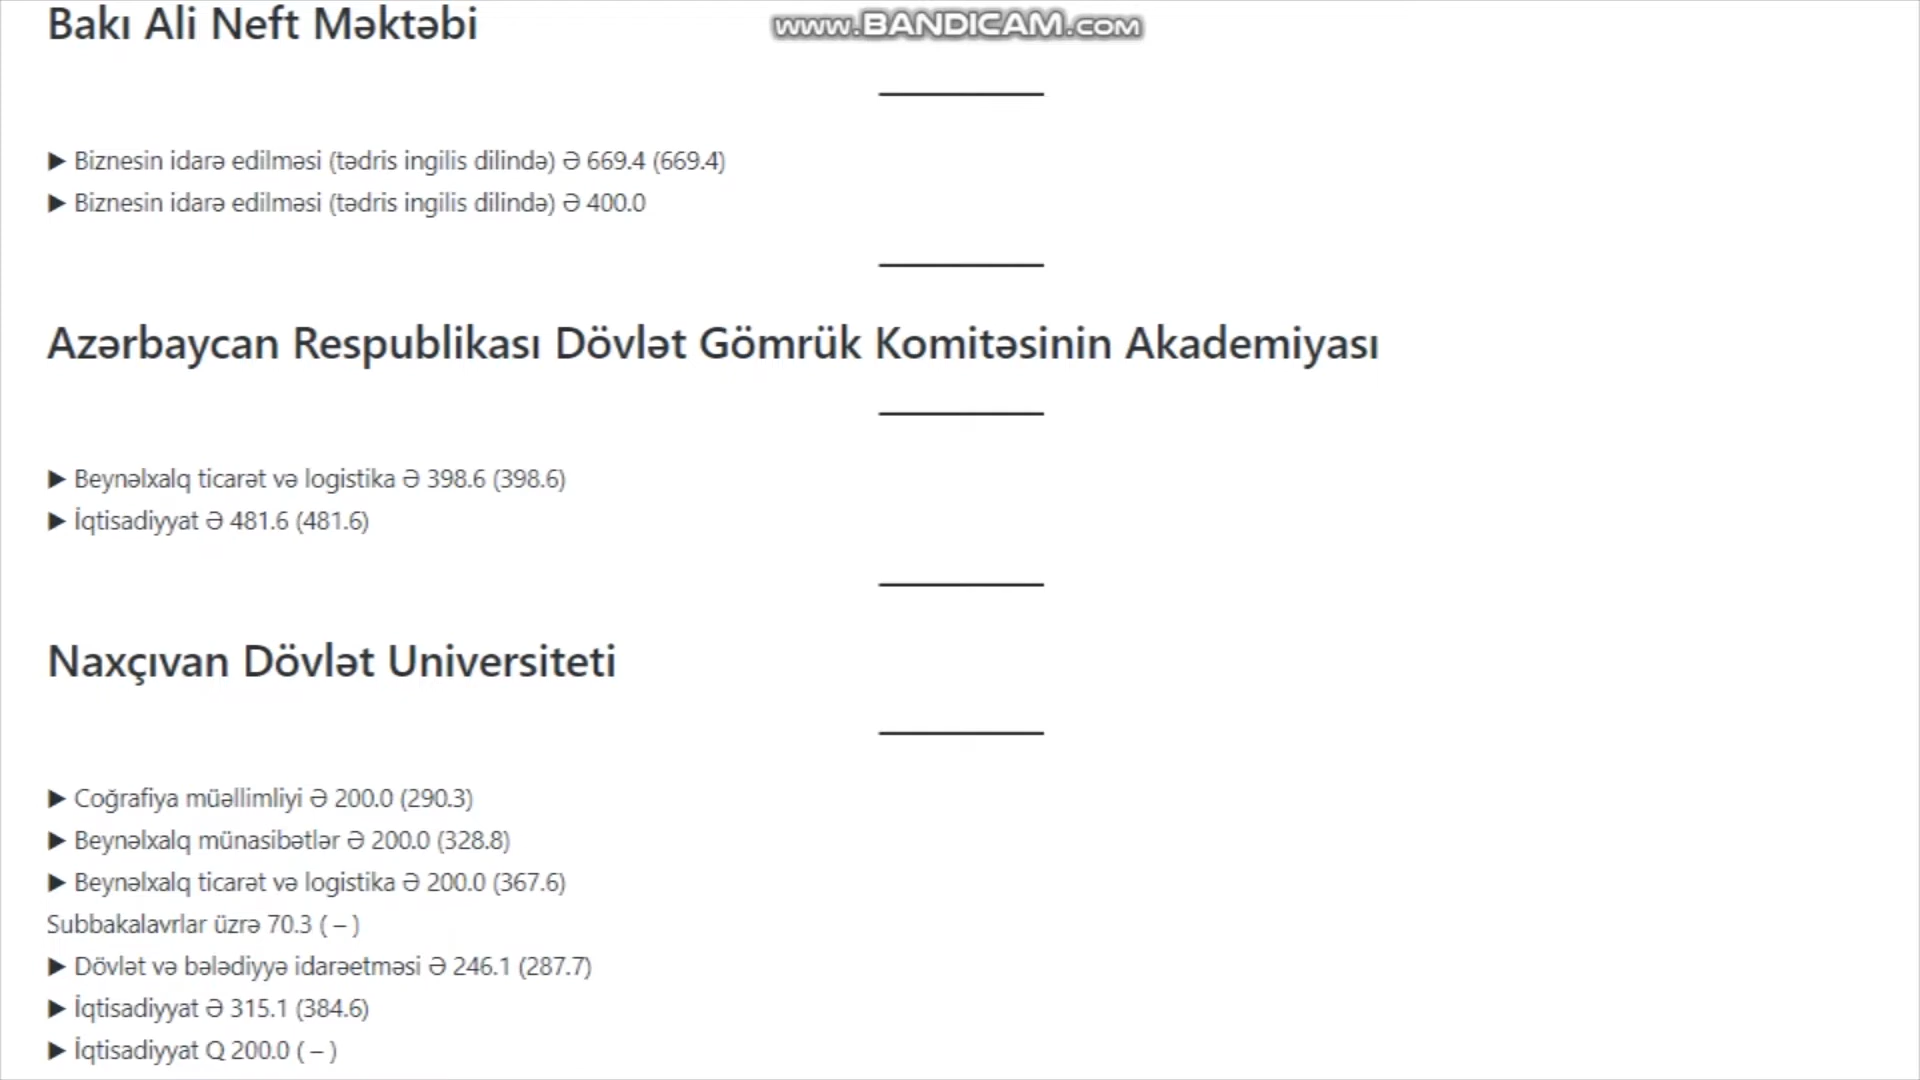 Bakı Ali Neft Məktəbi
www.BANDICAM.com
► Biznesin idarə edilməsi (tədris ingilis dilində) Ə 669.4 (669.4)
► Biznesin idarə edilməsi (tədris ingilis dilində) Ə 400.0
Azərbaycan Respublikası Dövlət Gömrük Komitəsinin Akademiyası
► Beynəlxalq ticarət və logistika Ə 398.6 (398.6)
► İqtisadiyyat Ə 481.6 (481.6)
Naxçıvan Dövlət Universiteti
► Coğrafiya müəllimliyi Ə 200.0 (290.3)
► Beynəlxalq münasibətlər Ə 200.0 (328.8)
► Beynəlxalq ticarət və logistika Ə 200.0 (367.6)
Subbakalavrlar üzrə 70.3 ( – )
► Dövlət və bələdiyyə idarəetməsi Ə 246.1 (287.7)
► İqtisadiyyat Ə 315.1 (384.6)
► İqtisadiyyat Q 200.0 ( – )